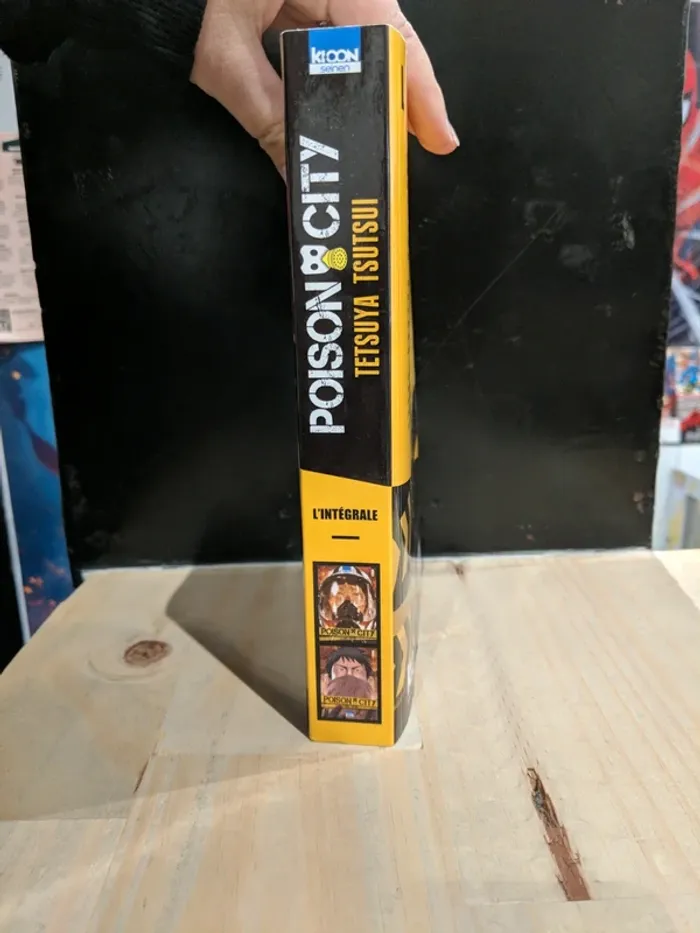 KI-OON
seinen
POISON CITY
TETSUYA TSUTSUI
L'INTÉGRALE
POISON CITY
POISON CITY